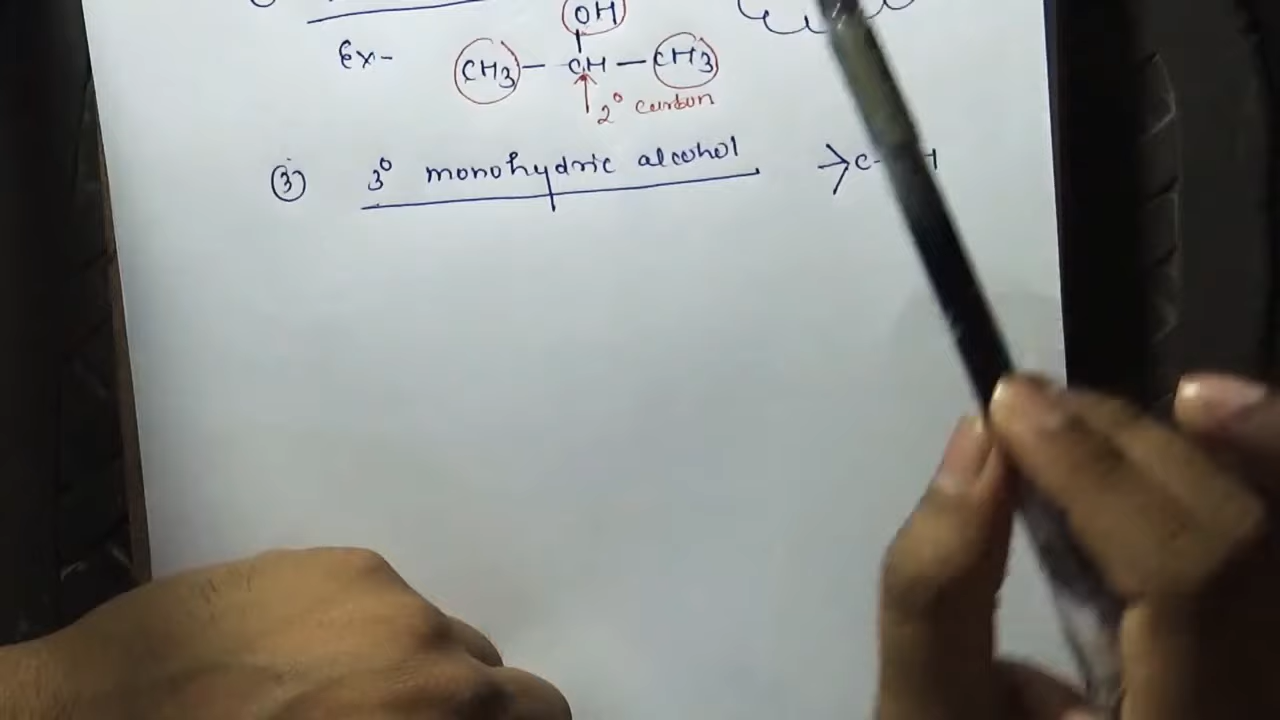 OH
Ex- CH3 - CH - CH3
2° carbon
③ 3° monohydric alcohol